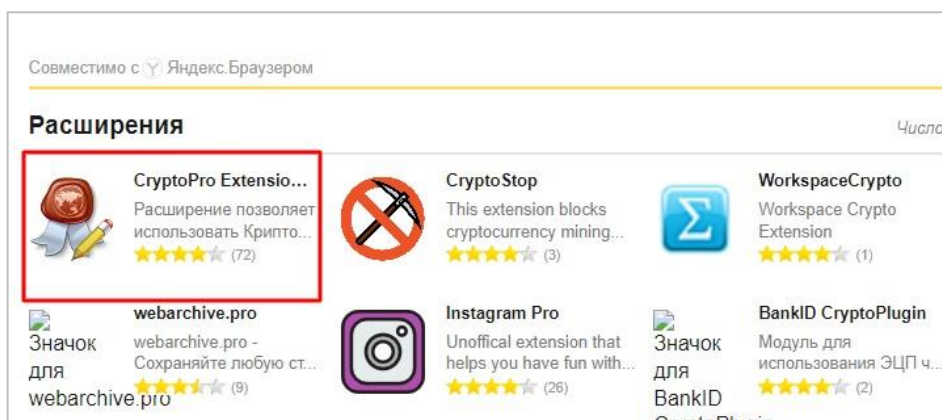 Совместимо с Яндекс.Браузером
Расширения
Число
CryptoPro Extensio...
Расширение позволяет
использовать Крипто...
(72)
CryptoStop
This extension blocks
cryptocurrency mining...
(3)
WorkspaceCrypto
Workspace Crypto
Extension
(1)
Значок
для
webarchive.pro
webarchive.pro
webarchive.pro -
Сохраняйте любую ст...
(9)
Instagram Pro
Unoffical extension that
helps you have fun with...
(26)
Значок
для
BankID
BankID CryptoPlugin
Модуль для
использования ЭЦП ч...
(2)